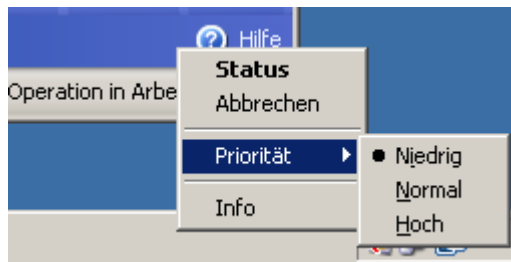 Hilfe
Status
Operation in Arbe
Abbrechen
Priorität
Niedrig
Normal
Info
Hoch